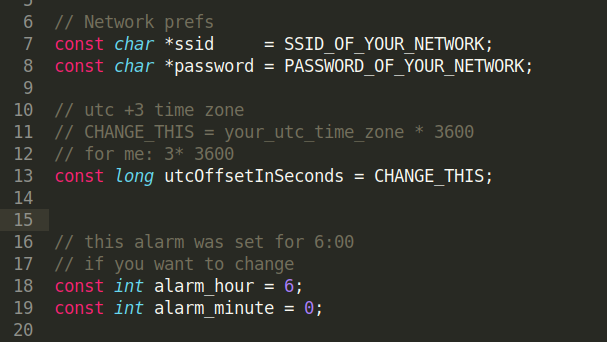 6 // Network prefs
7 const char *ssid     = SSID_OF_YOUR_NETWORK;
8 const char *password = PASSWORD_OF_YOUR_NETWORK;
9
10 // utc +3 time zone
11 // CHANGE_THIS = your_utc_time_zone * 3600
12 // for me: 3* 3600
13 const long utcOffsetInSeconds = CHANGE_THIS;
14
15
16 // this alarm was set for 6:00
17 // if you want to change
18 const int alarm_hour = 6;
19 const int alarm_minute = 0;
20